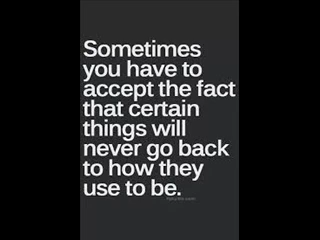 Sometimes
you have to
accept the fact
that certain
things will
never go back
to how they
use to be.